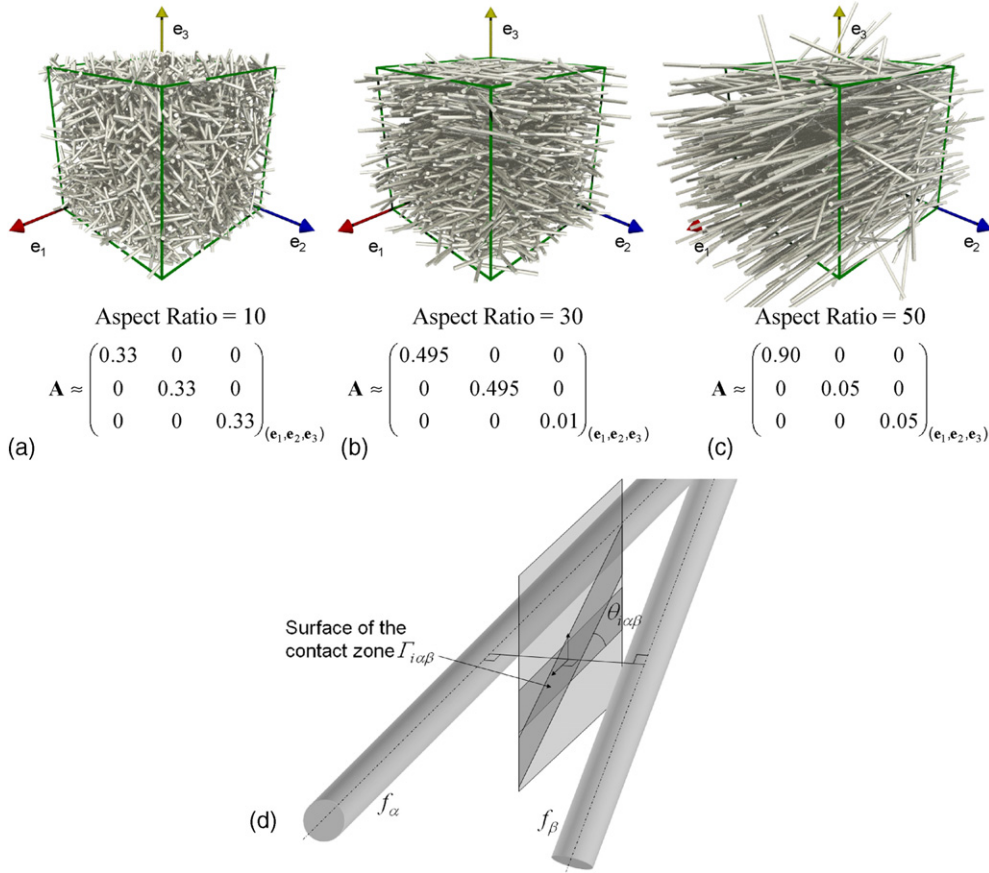 e₃ e₃ e₃
e₁ e₂ e₁ e₂ e₁ e₂
Aspect Ratio = 10 Aspect Ratio = 30 Aspect Ratio = 50
0.33 0 0 0.495 0 0 0.90 0 0
A ≈ 0 0.33 0 A ≈ 0 0.495 0 A ≈ 0 0.05 0
0 0 0.33 (e₁,e₂,e₃) 0 0 0.01 (e₁,e₂,e₃) 0 0 0.05 (e₁,e₂,e₃)
(a) (b) (c)
θiαβ
Surface of the
contact zone Γiαβ
fα
(d) fβ